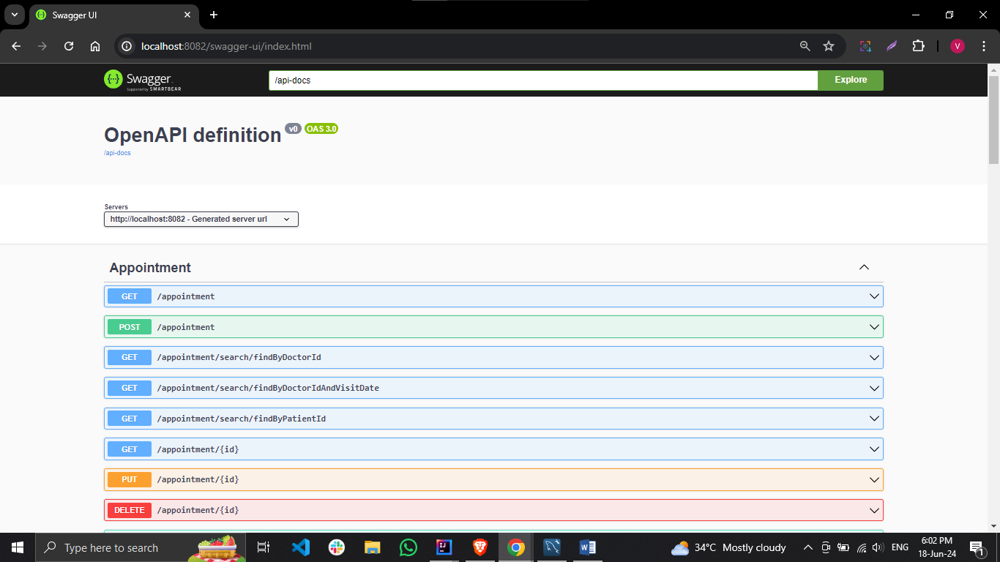 Swagger UI
localhost:8082/swagger-ui/index.html
V
Swagger
Supported by SMARTBEAR
/api-docs
Explore
OpenAPI definition v0 OAS 3.0
/api-docs
Servers
http://localhost:8082 - Generated server url
Appointment
GET /appointment
POST /appointment
GET /appointment/search/findByDoctorId
GET /appointment/search/findByDoctorIdAndVisitDate
GET /appointment/search/findByPatientId
GET /appointment/{id}
PUT /appointment/{id}
DELETE /appointment/{id}
Type here to search
34°C Mostly cloudy
ENG
6:02 PM
18-Jun-24
1